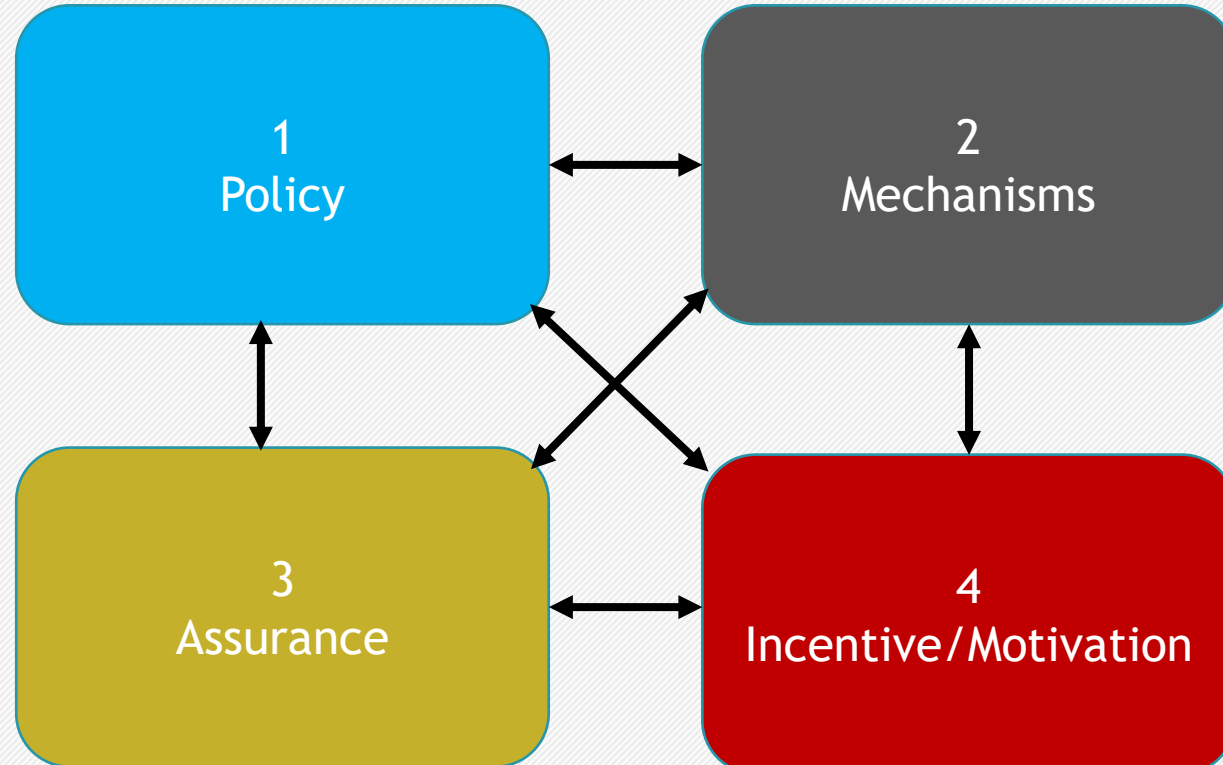 1
Policy
2
Mechanisms
3
Assurance
4
Incentive/Motivation